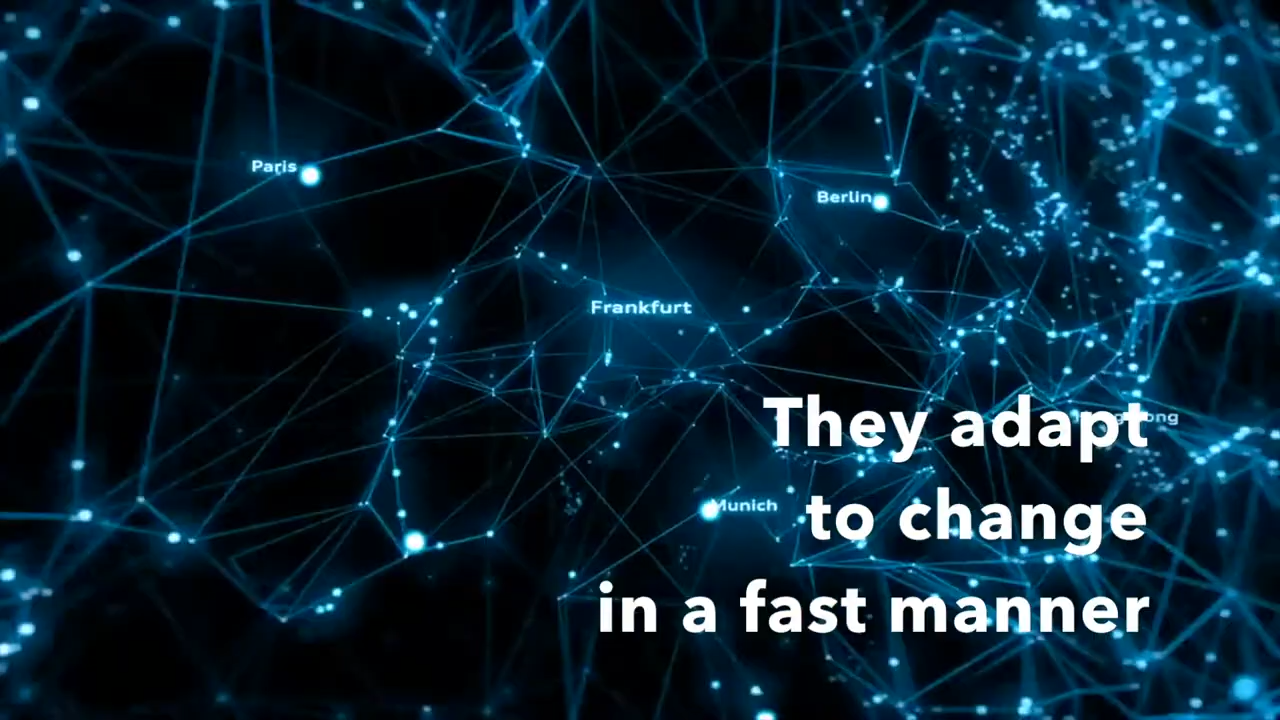 Paris
Berlin
Frankfurt
They adapt
Munich
to change
in a fast manner